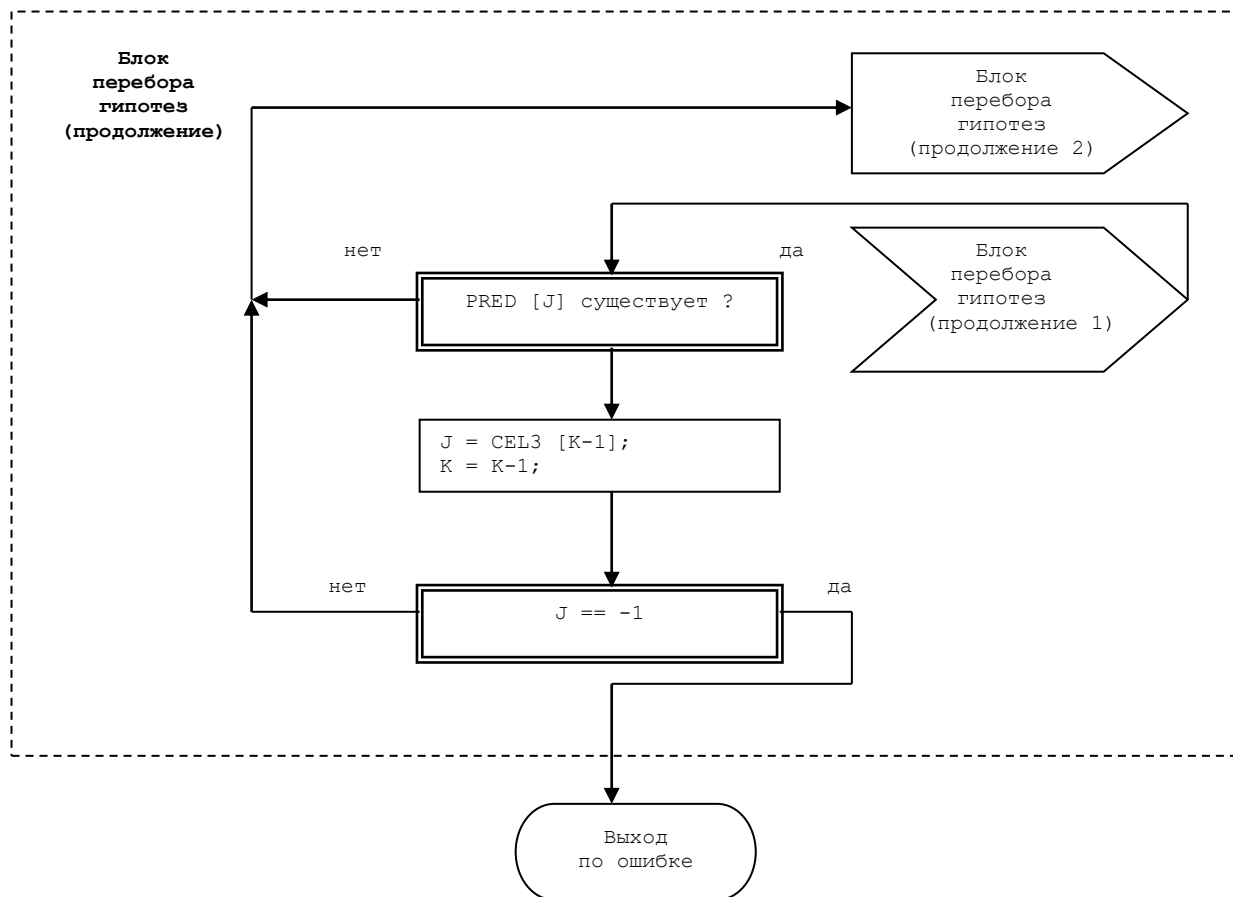 Блок
перебора
гипотез
(продолжение)
Блок
перебора
гипотез
(продолжение 2)
нет
да
Блок
перебора
гипотез
(продолжение 1)
PRED [J] существует ?
J = CEL3 [K-1];
K = K-1;
нет
да
J == -1
Выход
по ошибке